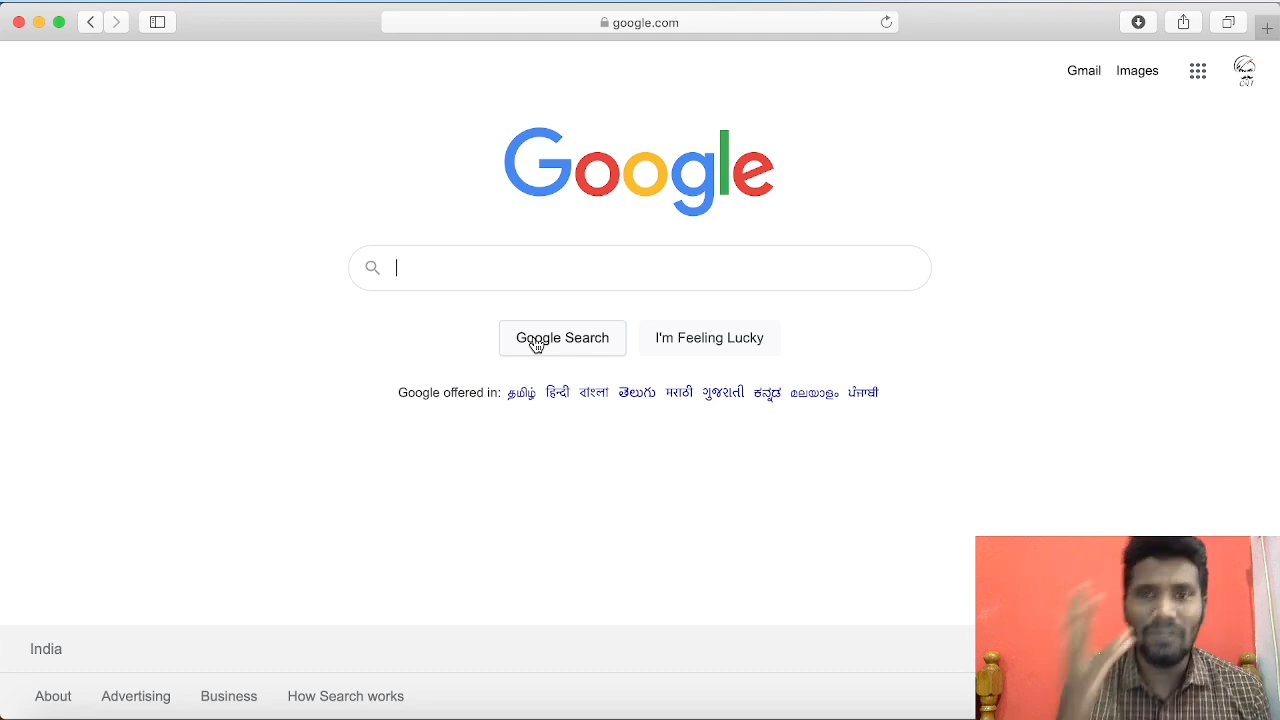 google.com
Gmail Images
Google
Google Search I'm Feeling Lucky
Google offered in: தமிழ் हिन्दी বাংলা తెలుగు मराठी ગુજરાતી ಕನ್ನಡ മലയാളം ਪੰਜਾਬੀ
India
About Advertising Business How Search works